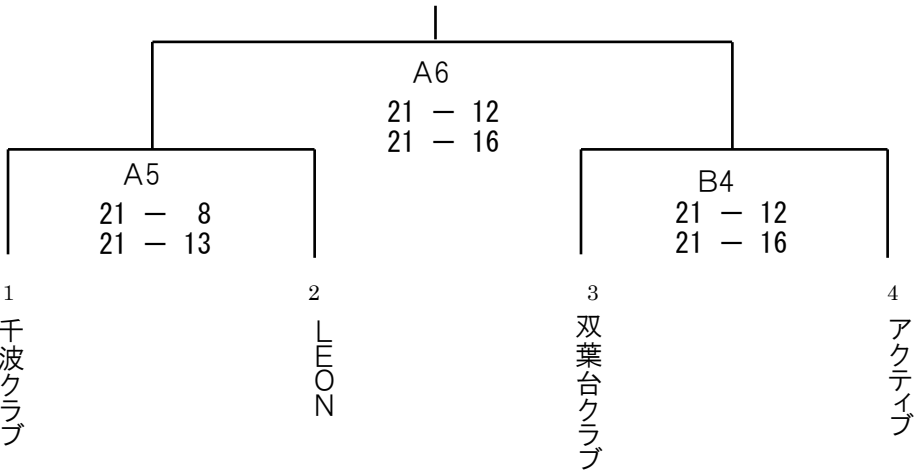 A6
21 － 12
21 － 16
A5
21 － 8
21 － 13
B4
21 － 12
21 － 16
1
2
3
4
千波クラブ
LEON
双葉台クラブ
アクティブ